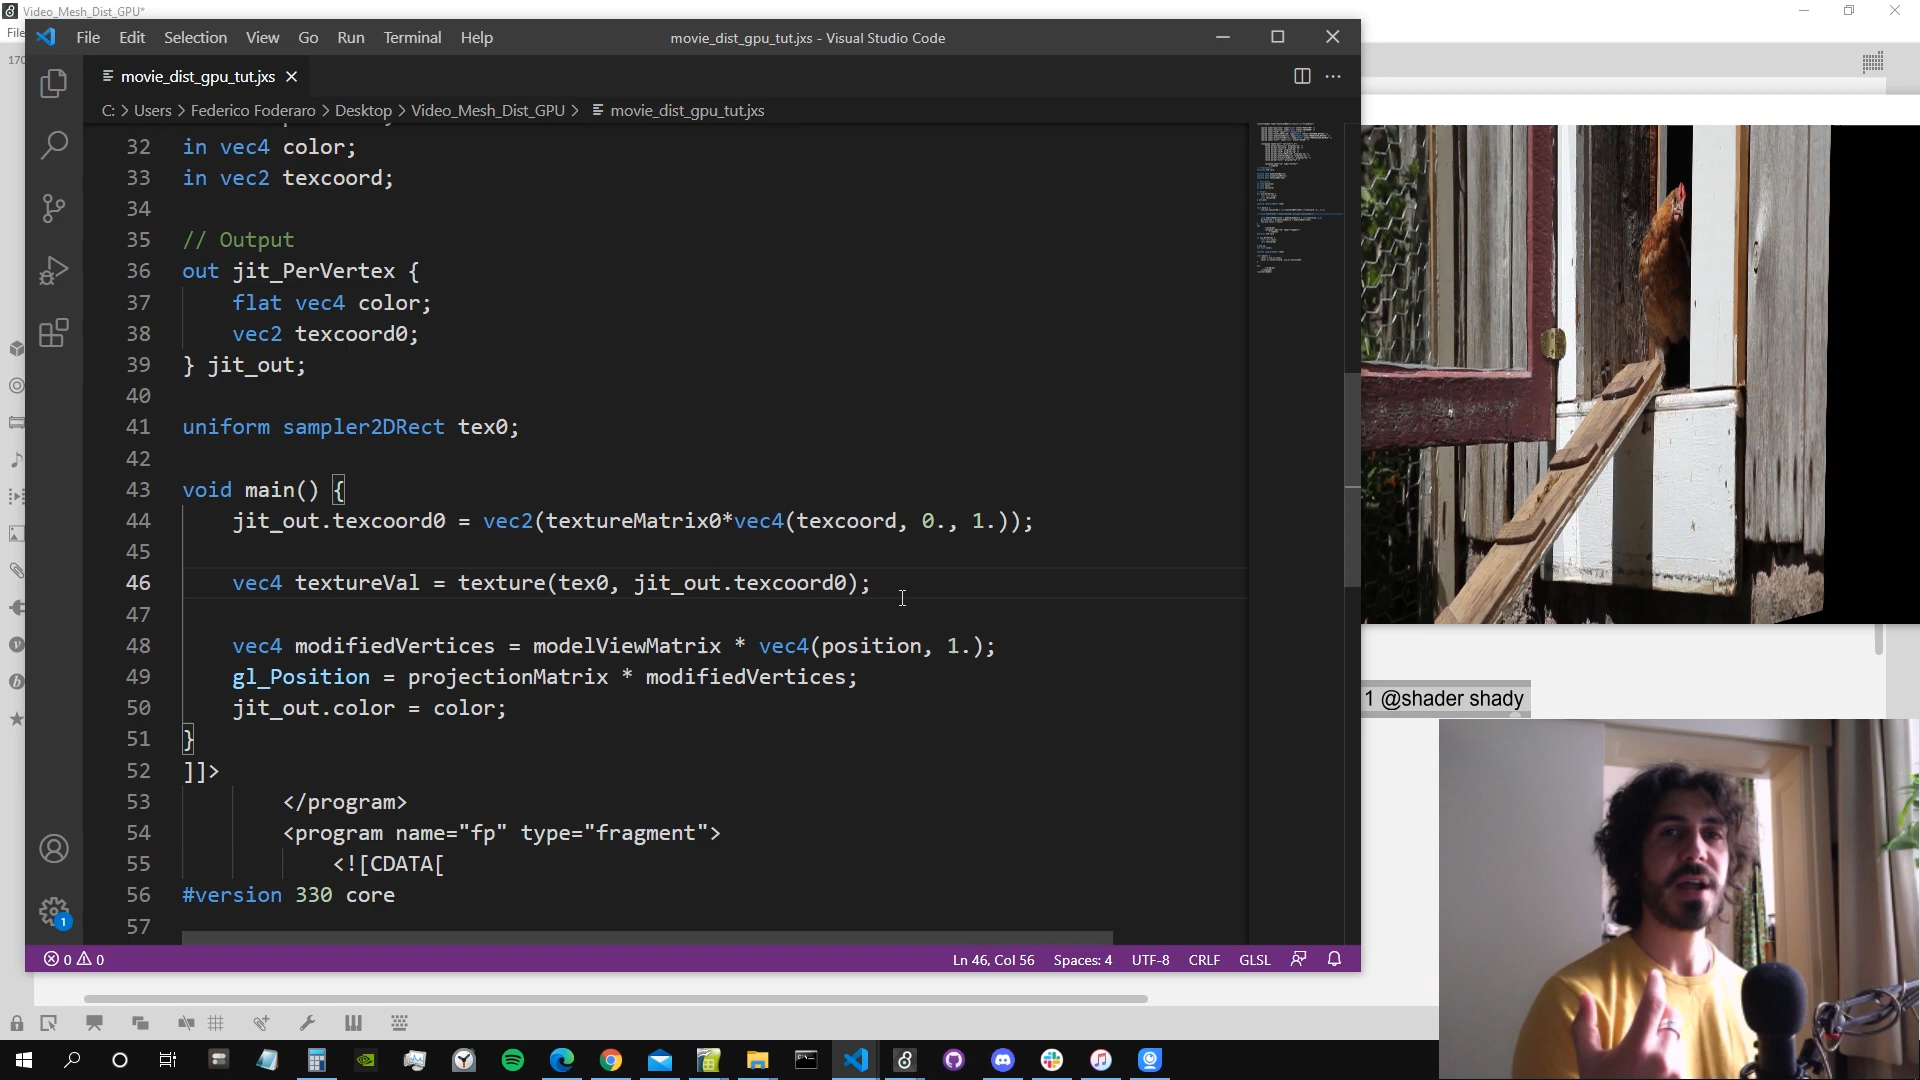 Video_Mesh_Dist_GPU*
File
170
File Edit Selection View Go Run Terminal Help
movie_dist_gpu_tut.jxs - Visual Studio Code
movie_dist_gpu_tut.jxs
C: > Users > Federico Foderaro > Desktop > Video_Mesh_Dist_GPU > movie_dist_gpu_tut.jxs
32 in vec4 color;
33 in vec2 texcoord;
34
35 // Output
36 out jit_PerVertex {
37 flat vec4 color;
38 vec2 texcoord0;
39 } jit_out;
40
41 uniform sampler2DRect tex0;
42
43 void main() {
44 jit_out.texcoord0 = vec2(textureMatrix0*vec4(texcoord, 0., 1.));
45
46 vec4 textureVal = texture(tex0, jit_out.texcoord0);
47
48 vec4 modifiedVertices = modelViewMatrix * vec4(position, 1.);
49 gl_Position = projectionMatrix * modifiedVertices;
50 jit_out.color = color;
51 }
52 ]]>
53 </program>
54 <program name="fp" type="fragment">
55 <![CDATA[
56 #version 330 core
57
1 @shader shady
1
0 0
Ln 46, Col 56 Spaces: 4 UTF-8 CRLF GLSL